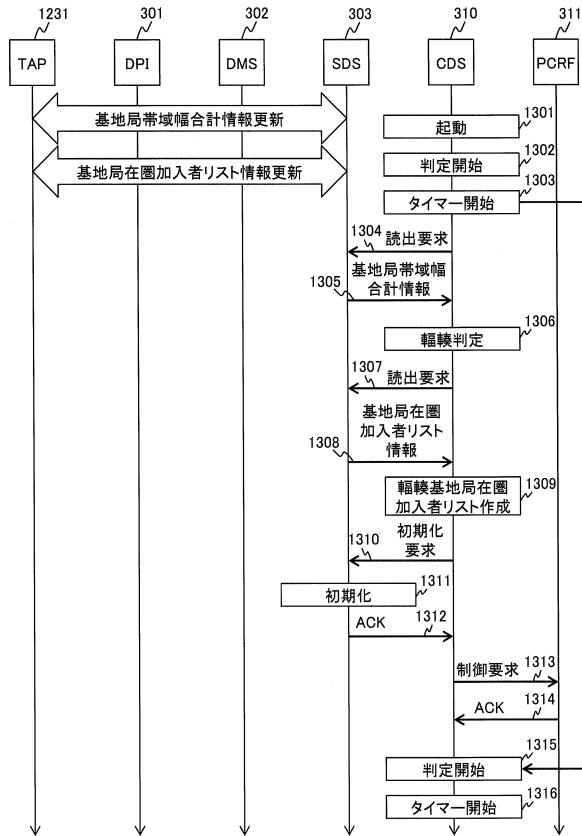 1231
301
302
303
310
311
TAP
DPI
DMS
SDS
CDS
PCRF
基地局帯域幅合計情報更新
起動
1301
基地局在圏加入者リスト情報更新
判定開始
1302
タイマー開始
1303
1304
読出要求
1305
基地局帯域幅
合計情報
輻輳判定
1306
1307
読出要求
1308
基地局在圏
加入者リスト
情報
輻輳基地局在圏
加入者リスト作成
1309
1310
初期化
要求
初期化
1311
ACK
1312
制御要求
1313
ACK
1314
判定開始
1315
タイマー開始
1316